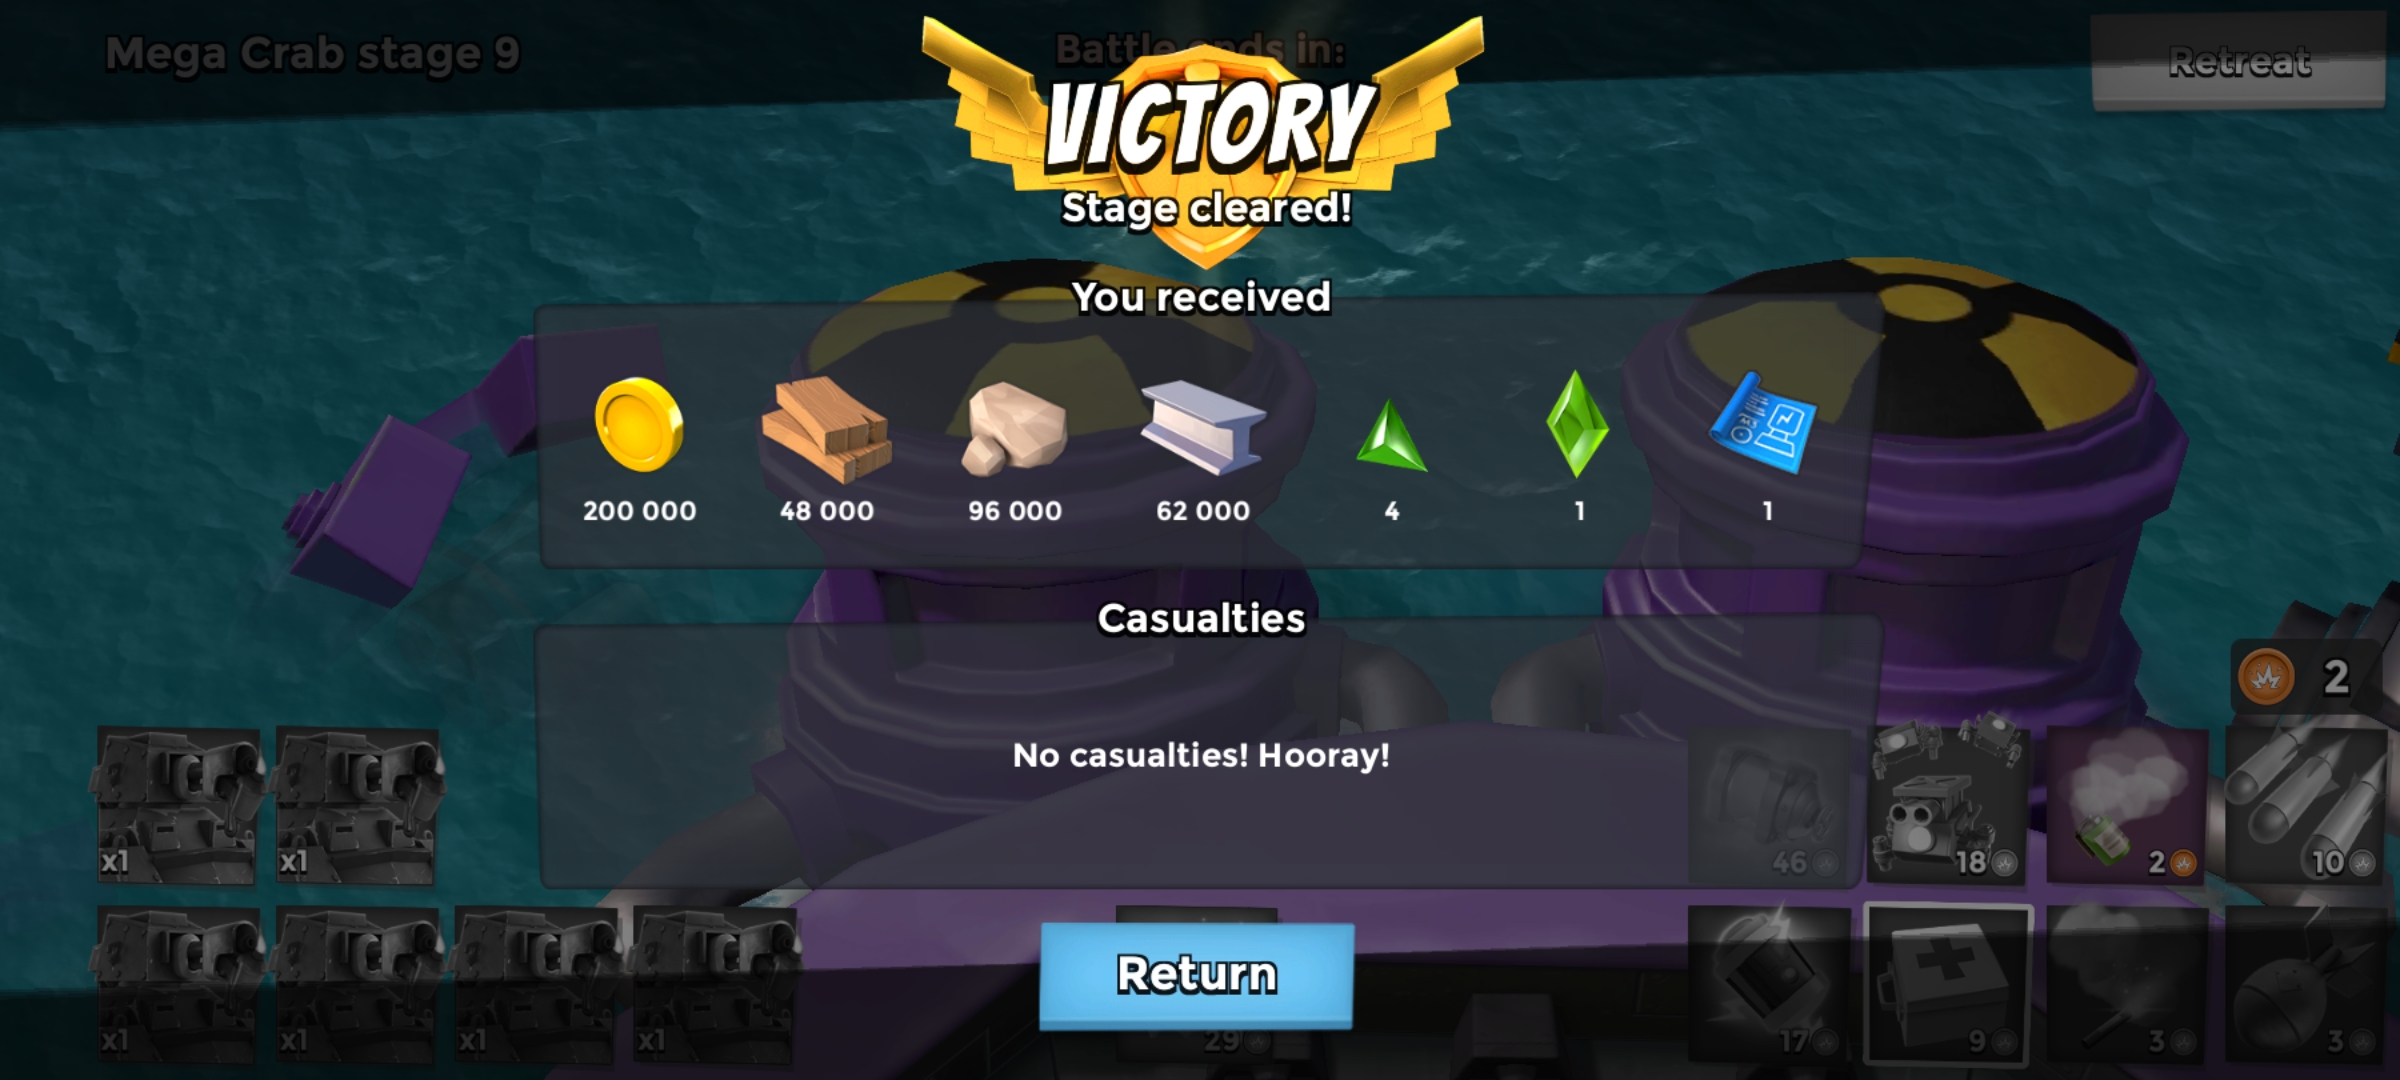 Mega Crab stage 9
Battle ends in:
Retreat
VICTORY
Stage cleared!
You received
200 000
48 000
96 000
62 000
4
1
1
M3
Casualties
No casualties! Hooray!
2
x1
x1
46
18
2
10
x1
x1
x1
x1
Return
29
17
9
3
3